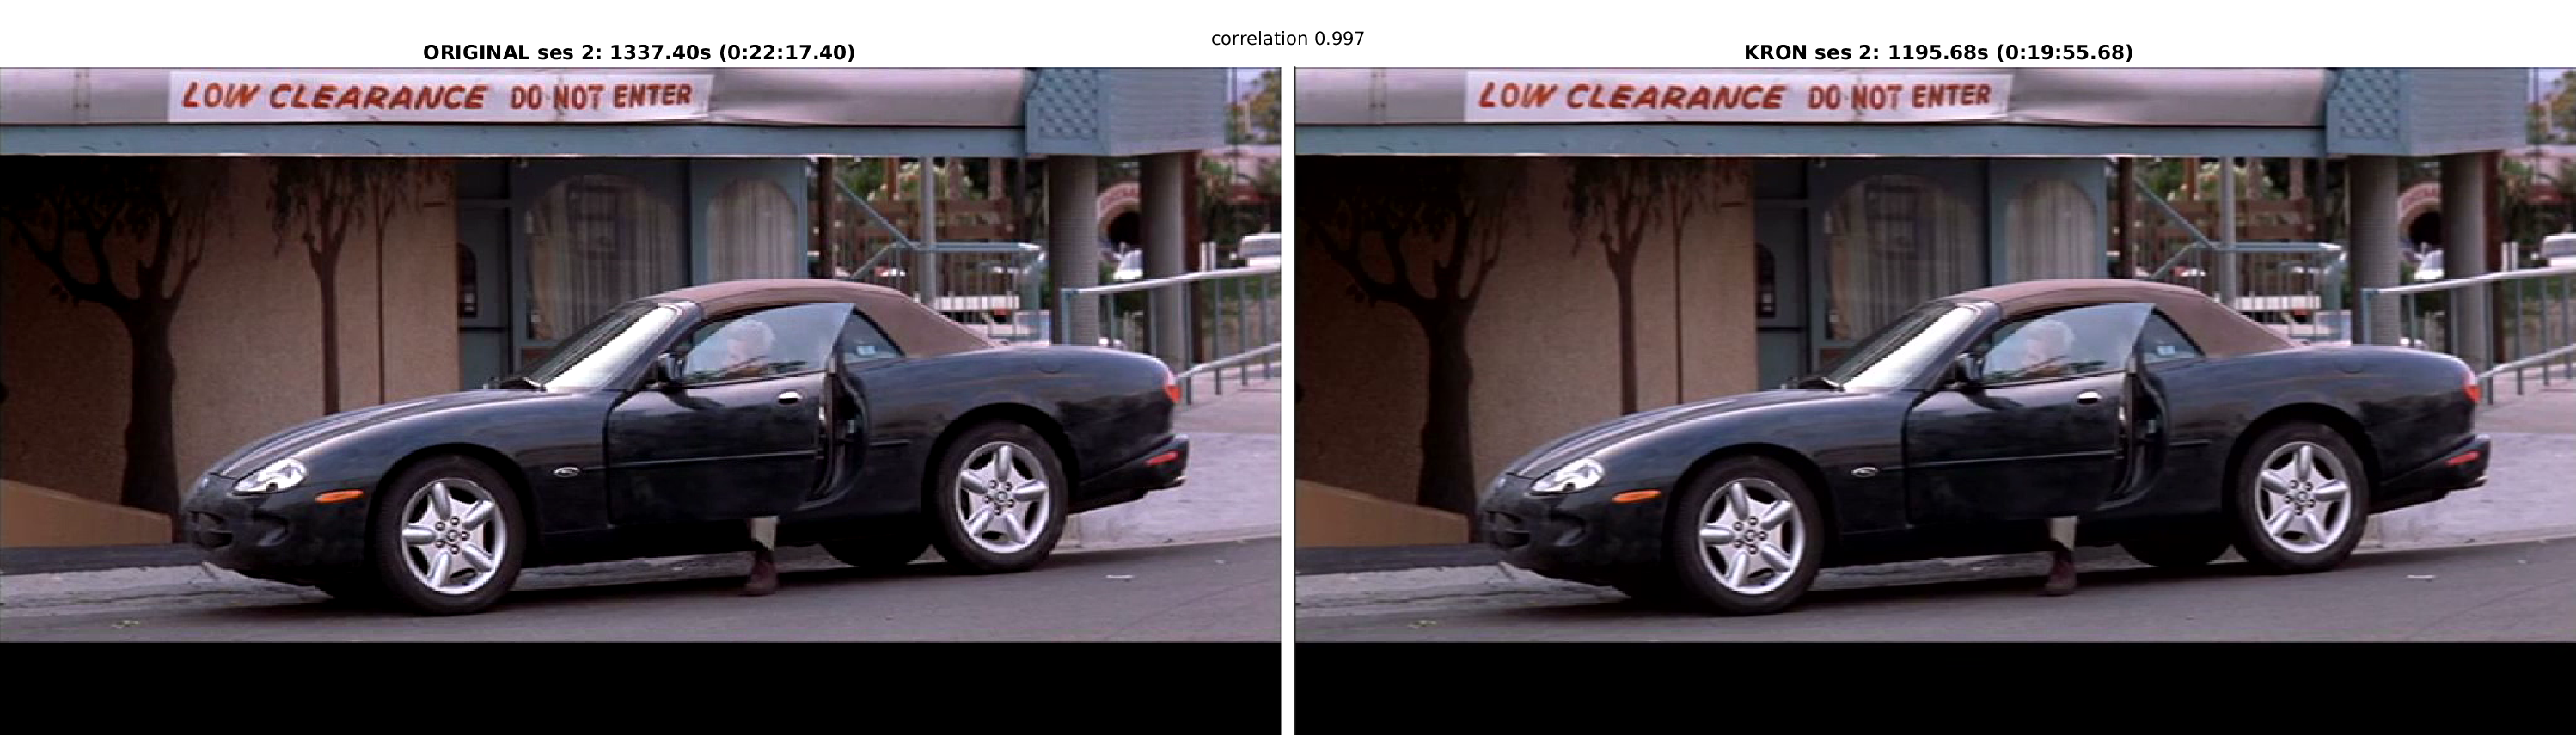 correlation 0.997
ORIGINAL ses 2: 1337.40s (0:22:17.40)
KRON ses 2: 1195.68s (0:19:55.68)
LOW CLEARANCE DO NOT ENTER
LOW CLEARANCE DO NOT ENTER